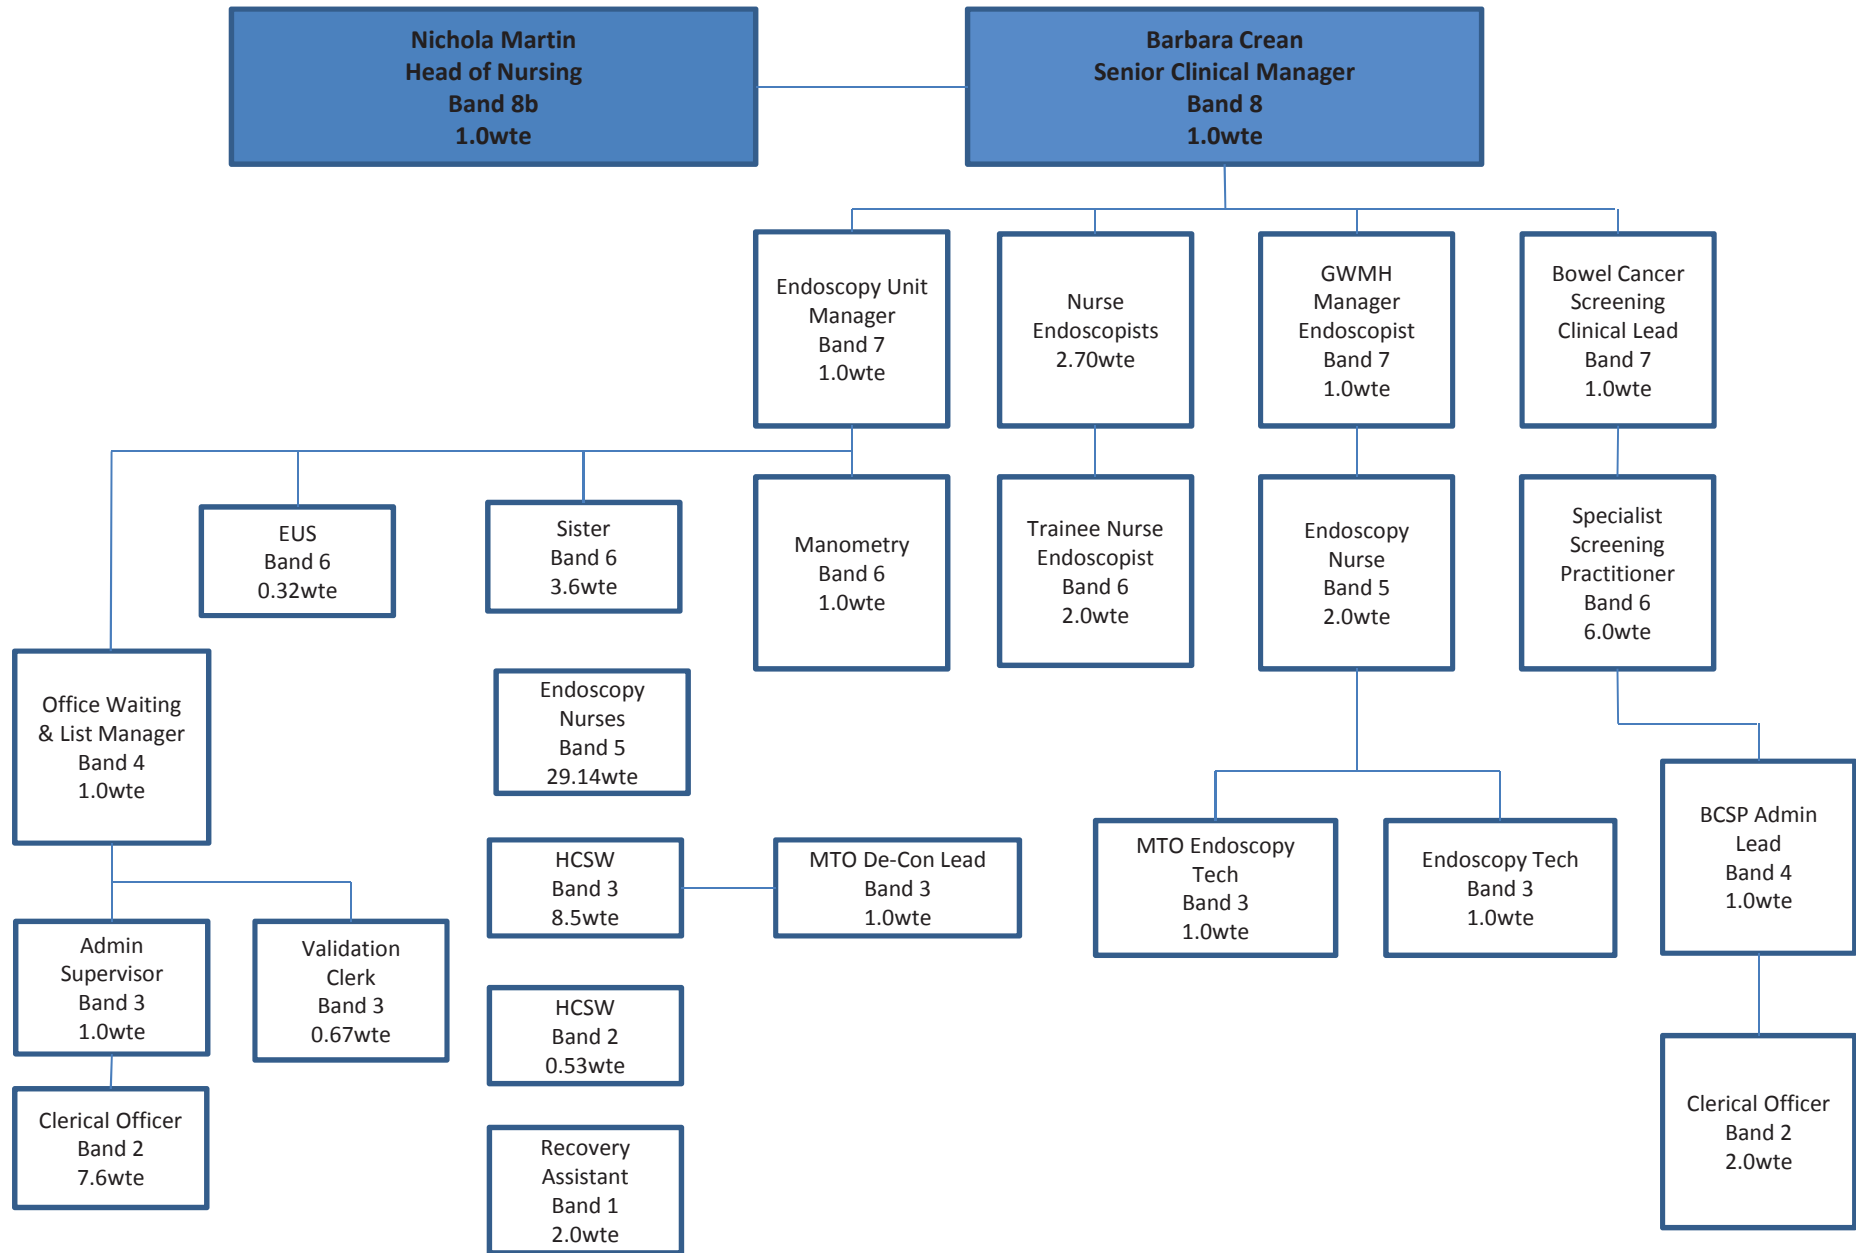 Nichola Martin
Head of Nursing
Band 8b
1.0wte
Barbara Crean
Senior Clinical Manager
Band 8
1.0wte
Endoscopy Unit
Manager
Band 7
1.0wte
Nurse
Endoscopists
2.70wte
GWMH
Manager
Endoscopist
Band 7
1.0wte
Bowel Cancer
Screening
Clinical Lead
Band 7
1.0wte
EUS
Band 6
0.32wte
Sister
Band 6
3.6wte
Manometry
Band 6
1.0wte
Trainee Nurse
Endoscopist
Band 6
2.0wte
Endoscopy
Nurse
Band 5
2.0wte
Specialist
Screening
Practitioner
Band 6
6.0wte
Office Waiting
& List Manager
Band 4
1.0wte
Endoscopy
Nurses
Band 5
29.14wte
HCSW
Band 3
8.5wte
MTO De-Con Lead
Band 3
1.0wte
MTO Endoscopy
Tech
Band 3
1.0wte
Endoscopy Tech
Band 3
1.0wte
BCSP Admin
Lead
Band 4
1.0wte
Admin
Supervisor
Band 3
1.0wte
Validation
Clerk
Band 3
0.67wte
HCSW
Band 2
0.53wte
Clerical Officer
Band 2
7.6wte
Recovery
Assistant
Band 1
2.0wte
Clerical Officer
Band 2
2.0wte